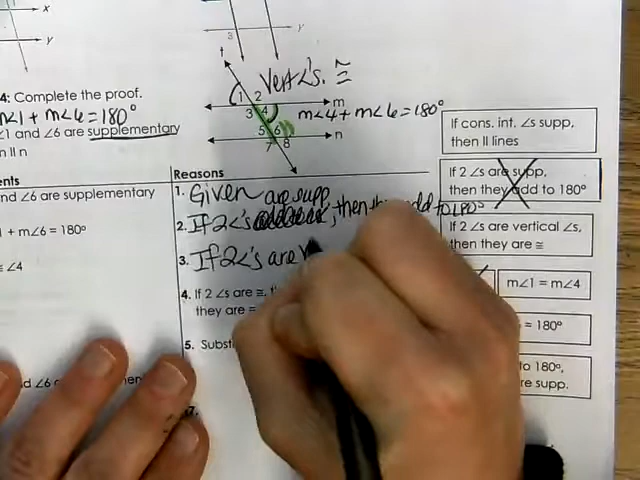 x
y
3
y
t
vert ∠'s. ≅
4: Complete the proof.
1 2
m
m<1 + m<6 = 180°
3 4
m<4 + m<6 = 180°
∠1 and ∠6 are supplementary
5 6
n
If cons. int. ∠s supp,
then ll lines
m ll n
7 8
ents
Reasons
If 2 ∠s are supp,
then they add to 180°
nd ∠6 are supplementary
1. Given
are supp
2. If 2<'s , then they add to 180°
1 + m∠6 = 180°
If 2 ∠s are vertical ∠s,
then they are ≅
≅ ∠4
3. If 2<'s are v
m∠1 = m∠4
4. If 2 ∠s are ≅,
they are =
= 180°
5. Subst
to 180°,
re supp.
d ∠6
7.